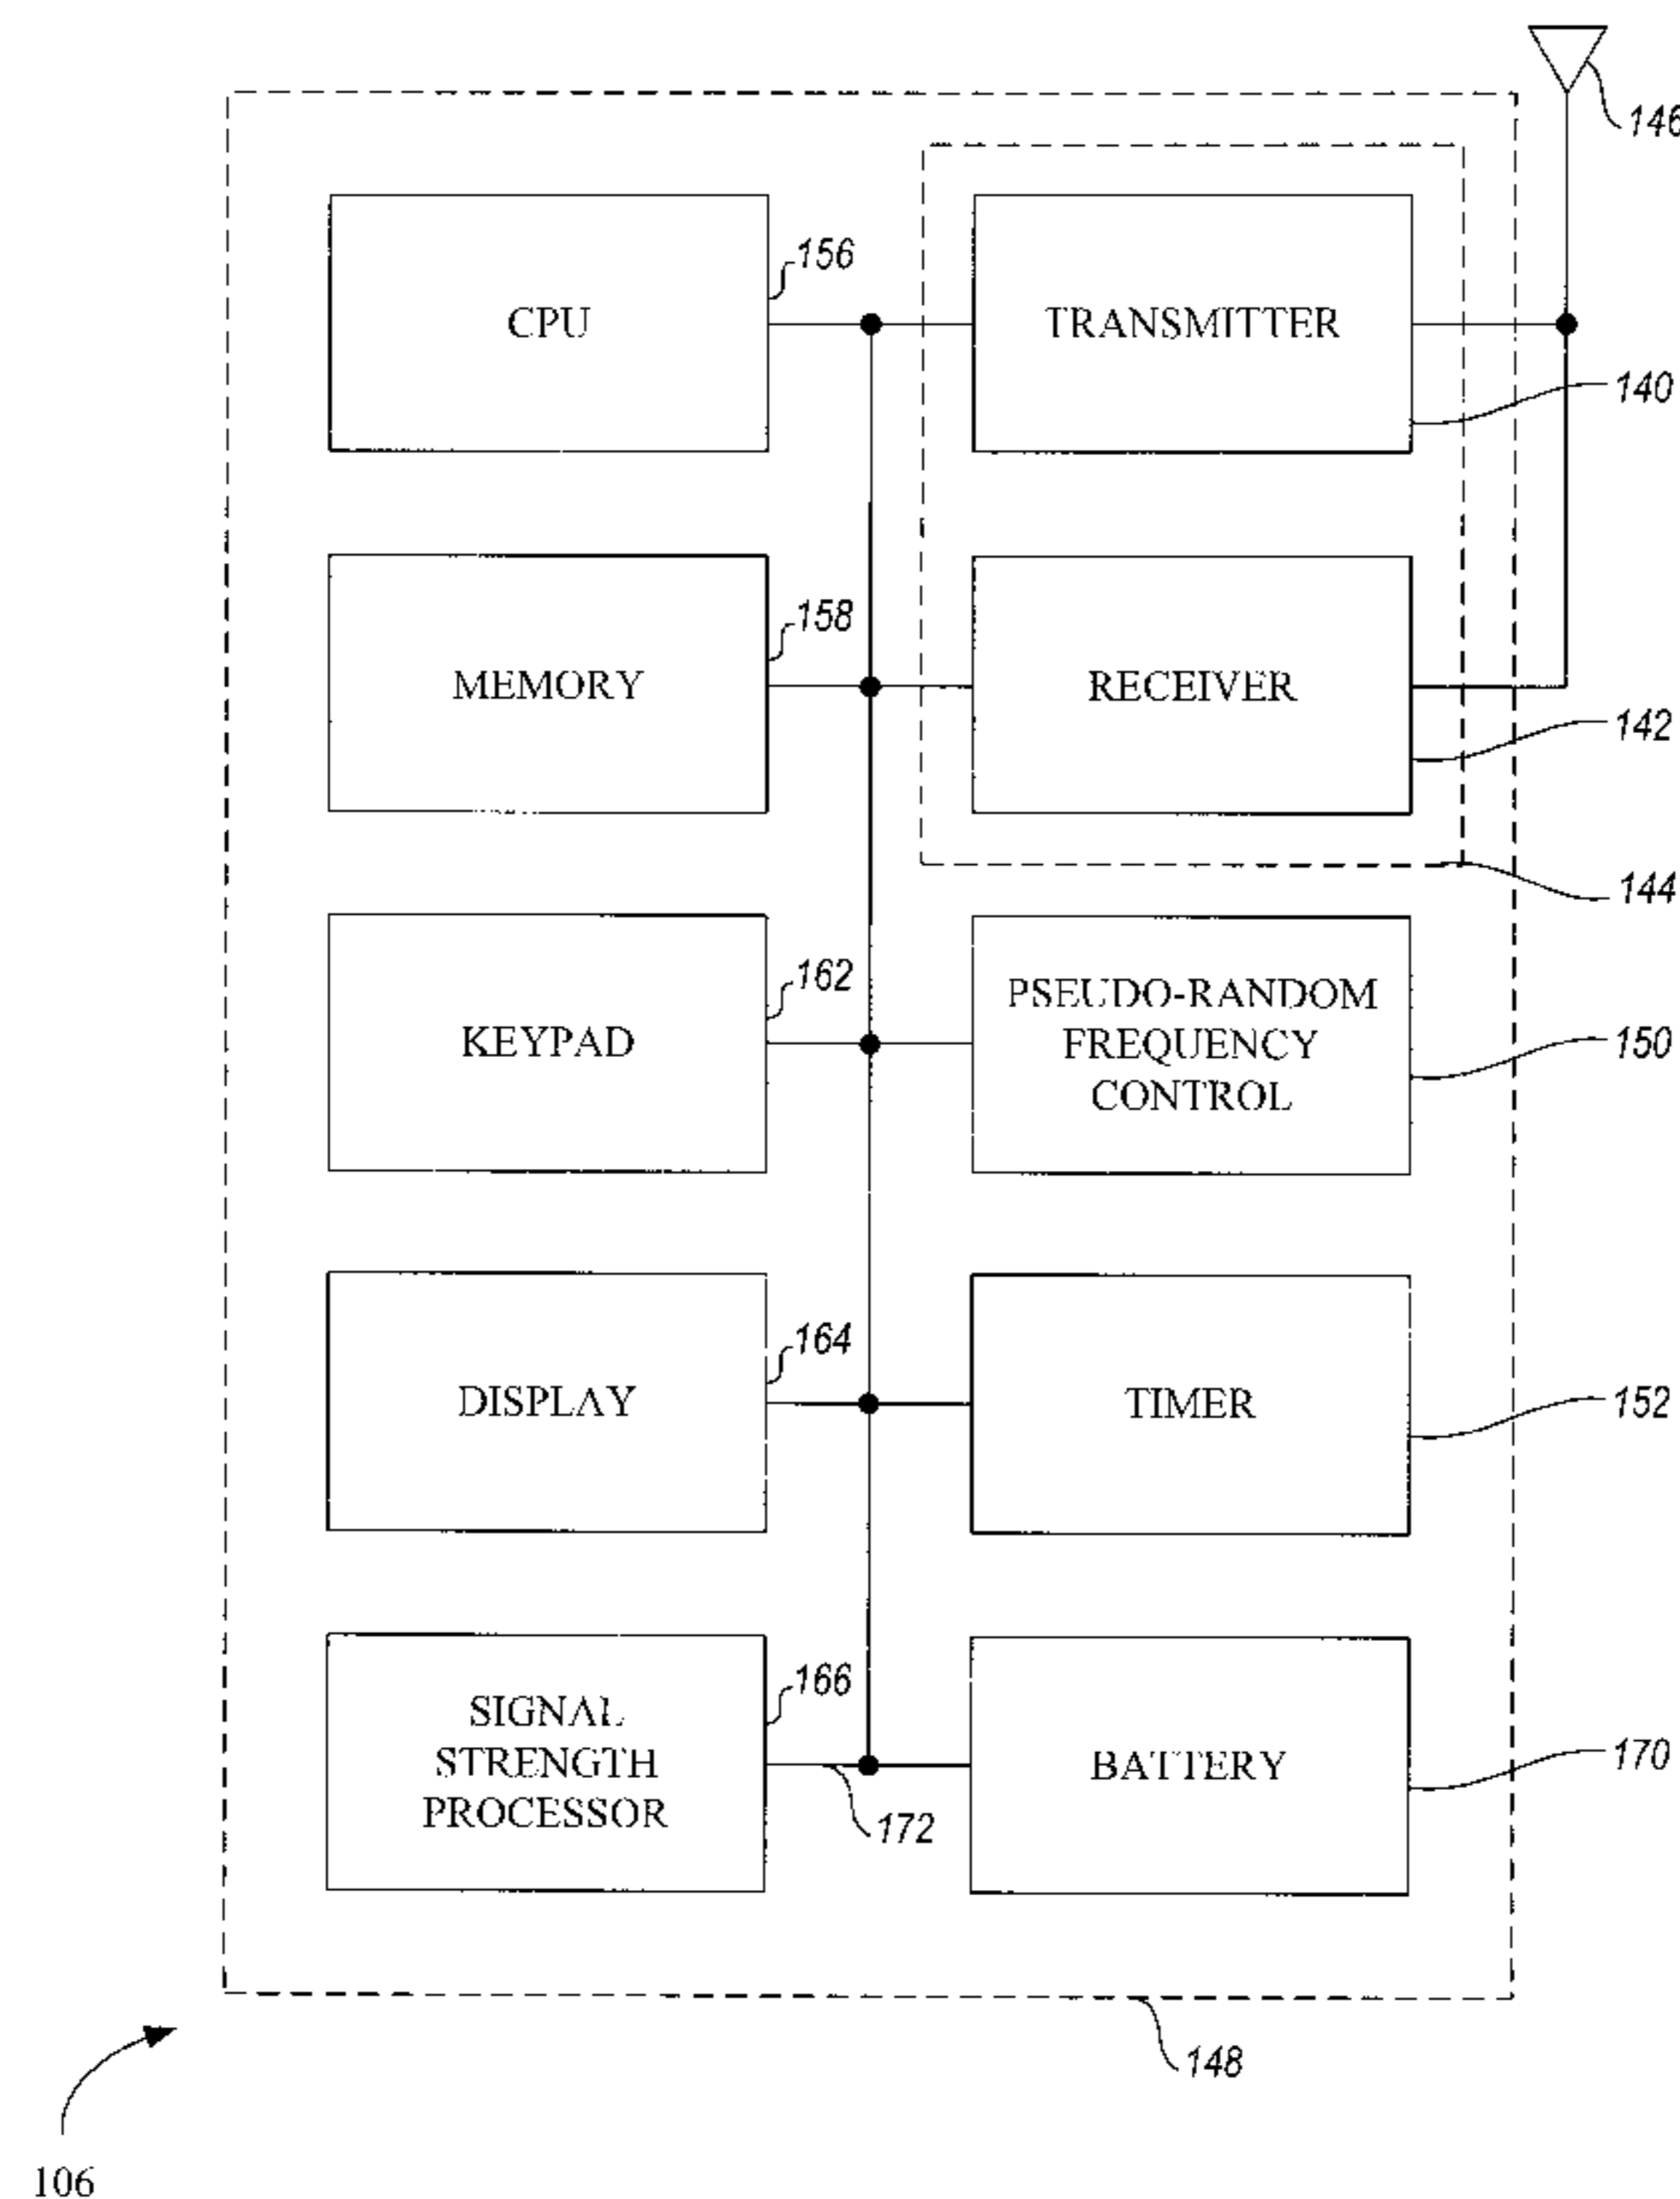 146
156
CPU
TRANSMITTER
140
158
MEMORY
RECEIVER
142
144
162
KEYPAD
PSEUDO-RANDOM
FREQUENCY
CONTROL
150
164
DISPLAY
TIMER
152
166
SIGNAL
STRENGTH
PROCESSOR
172
BATTERY
170
148
106